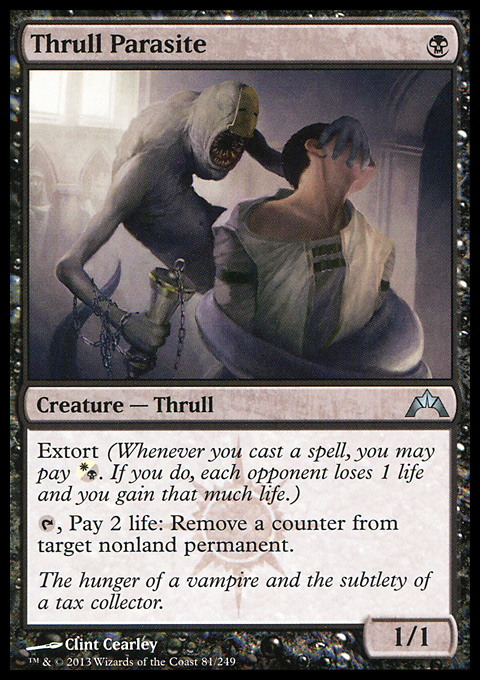 Thrull Parasite
Creature — Thrull
Extort (Whenever you cast a spell, you may
pay . If you do, each opponent loses 1 life
and you gain that much life.)
, Pay 2 life: Remove a counter from
target nonland permanent.
The hunger of a vampire and the subtlety of
a tax collector.
1/1
Clint Cearley
™ & © 2013 Wizards of the Coast 81/249